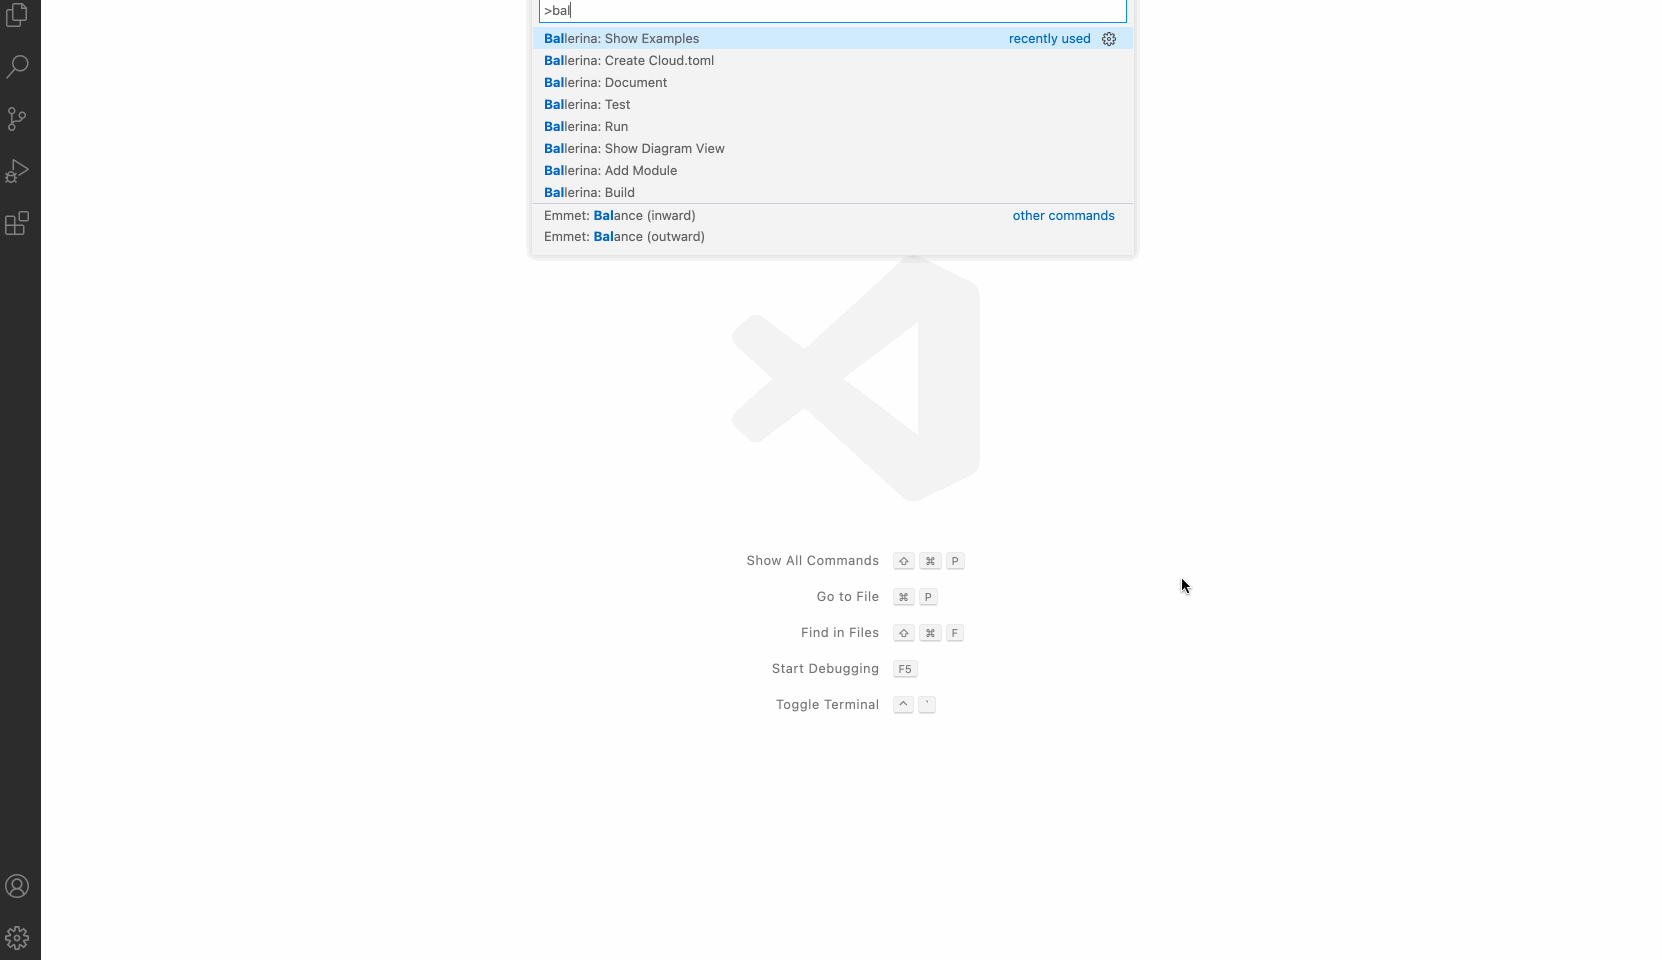 >bal
Ballerina: Show Examples recently used
Ballerina: Create Cloud.toml
Ballerina: Document
Ballerina: Test
Ballerina: Run
Ballerina: Show Diagram View
Ballerina: Add Module
Ballerina: Build
Emmet: Balance (inward) other commands
Emmet: Balance (outward)
Show All Commands ⇧ ⌘ P
Go to File ⌘ P
Find in Files ⇧ ⌘ F
Start Debugging F5
Toggle Terminal ^ `